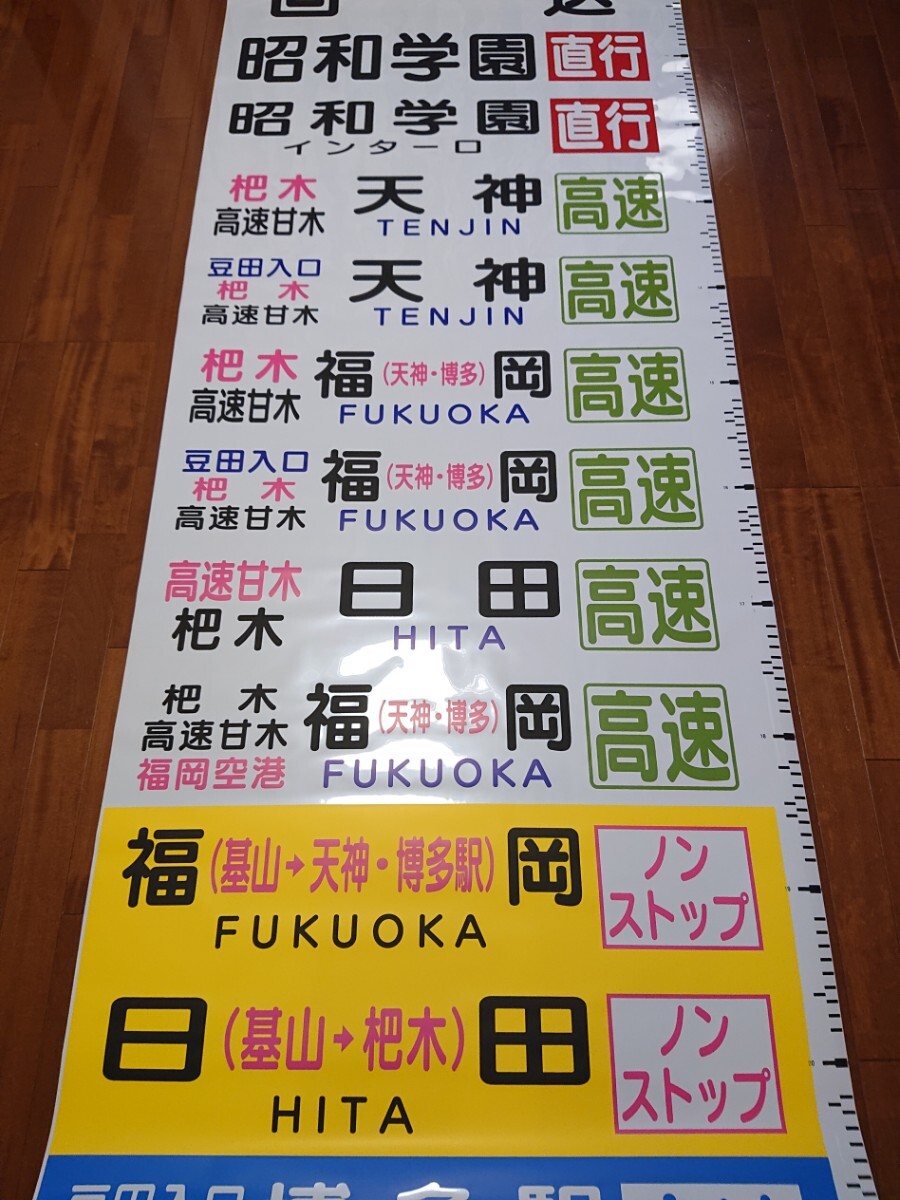 回送
昭和学園 直行
昭和学園 直行
インター口
杷木 天神 高速
高速甘木 TENJIN
豆田入口
杷木 天神 高速
高速甘木 TENJIN
杷木 福(天神・博多)岡 高速
高速甘木 FUKUOKA
豆田入口
杷木 福(天神・博多)岡 高速
高速甘木 FUKUOKA
高速甘木 日田 高速
杷木 HITA
杷木
高速甘木 福(天神・博多)岡 高速
福岡空港 FUKUOKA
福(基山→天神・博多駅)岡 ノン
ストップ
FUKUOKA
日(基山→杷木)田 ノン
ストップ
HITA
博多駅